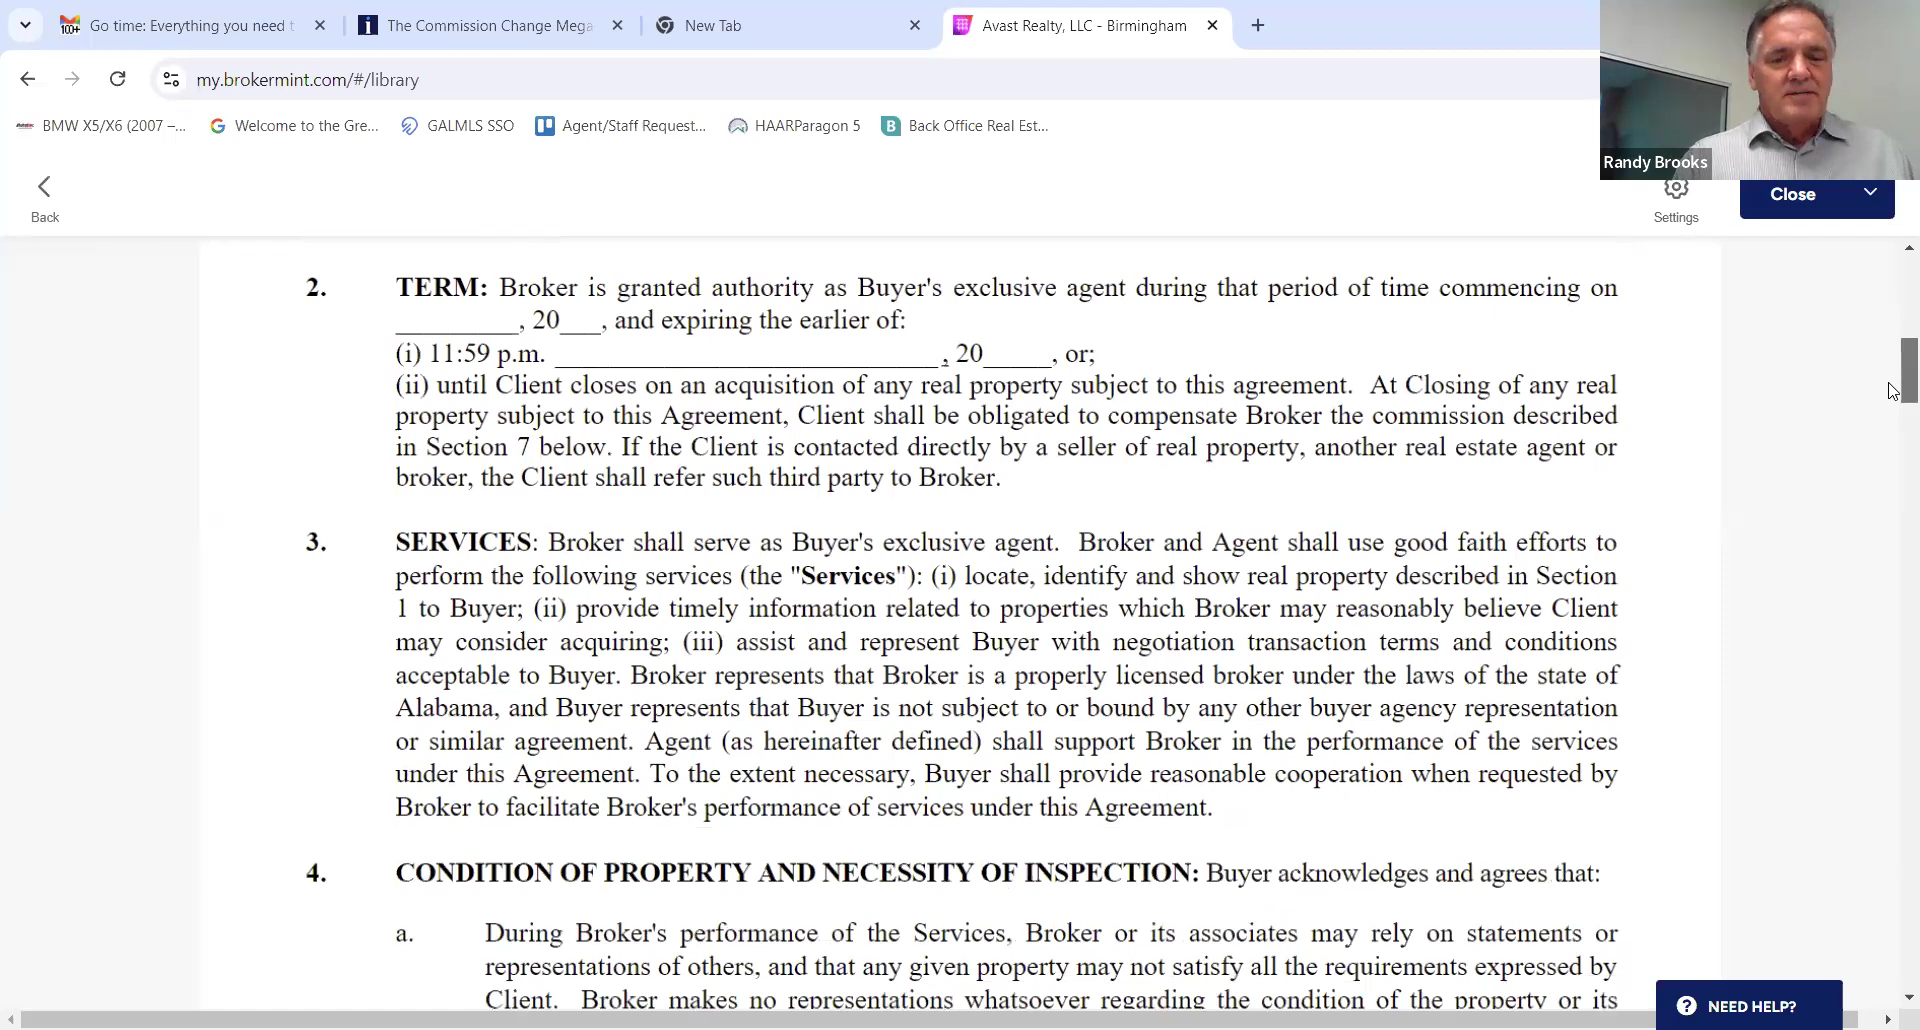 Go time: Everything you need t
The Commission Change Mega
New Tab
Avast Realty, LLC - Birmingham
my.brokermint.com/#/library
BMW X5/X6 (2007 –...
Welcome to the Gre...
GALMLS SSO
Agent/Staff Request...
HAARParagon 5
Back Office Real Est...
Randy Brooks
Back
Settings
Close
2. TERM: Broker is granted authority as Buyer's exclusive agent during that period of time commencing on
_________, 20___, and expiring the earlier of:
(i) 11:59 p.m. ____________________________, 20_____, or;
(ii) until Client closes on an acquisition of any real property subject to this agreement. At Closing of any real
property subject to this Agreement, Client shall be obligated to compensate Broker the commission described
in Section 7 below. If the Client is contacted directly by a seller of real property, another real estate agent or
broker, the Client shall refer such third party to Broker.
3. SERVICES: Broker shall serve as Buyer's exclusive agent. Broker and Agent shall use good faith efforts to
perform the following services (the "Services"): (i) locate, identify and show real property described in Section
1 to Buyer; (ii) provide timely information related to properties which Broker may reasonably believe Client
may consider acquiring; (iii) assist and represent Buyer with negotiation transaction terms and conditions
acceptable to Buyer. Broker represents that Broker is a properly licensed broker under the laws of the state of
Alabama, and Buyer represents that Buyer is not subject to or bound by any other buyer agency representation
or similar agreement. Agent (as hereinafter defined) shall support Broker in the performance of the services
under this Agreement. To the extent necessary, Buyer shall provide reasonable cooperation when requested by
Broker to facilitate Broker's performance of services under this Agreement.
4. CONDITION OF PROPERTY AND NECESSITY OF INSPECTION: Buyer acknowledges and agrees that:
a. During Broker's performance of the Services, Broker or its associates may rely on statements or
representations of others, and that any given property may not satisfy all the requirements expressed by
Client. Broker makes no representations whatsoever regarding the condition of the property or its
NEED HELP?